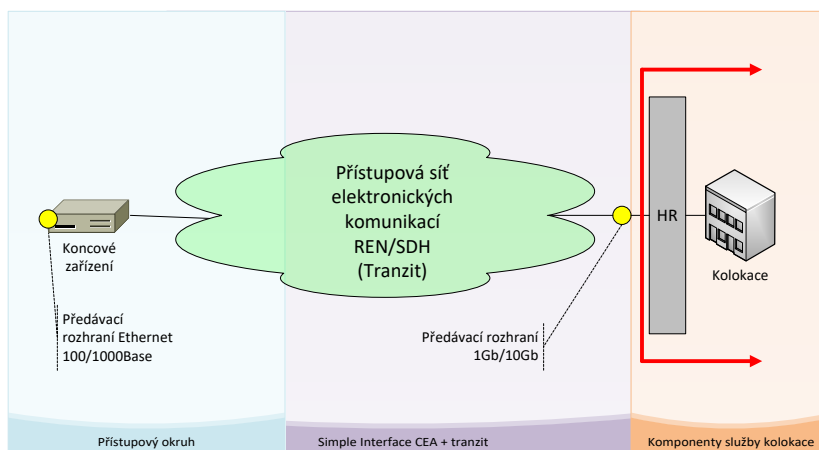 Přístupová síť
elektronických
komunikací
REN/SDH
(Tranzit)
HR
Koncové
zařízení
Kolokace
Předávací
rozhraní Ethernet
100/1000Base
Předávací rozhraní
1Gb/10Gb
Přístupový okruh
Simple Interface CEA + tranzit
Komponenty služby kolokace